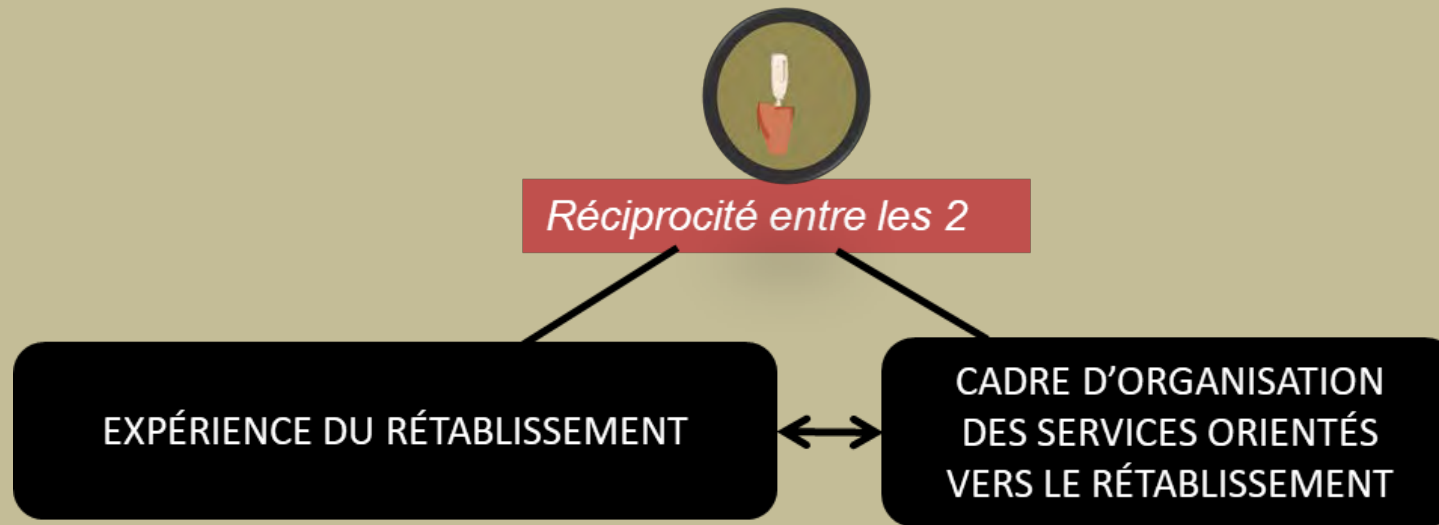 Réciprocité entre les 2
EXPÉRIENCE DU RÉTABLISSEMENT
CADRE D’ORGANISATION
DES SERVICES ORIENTÉS
VERS LE RÉTABLISSEMENT